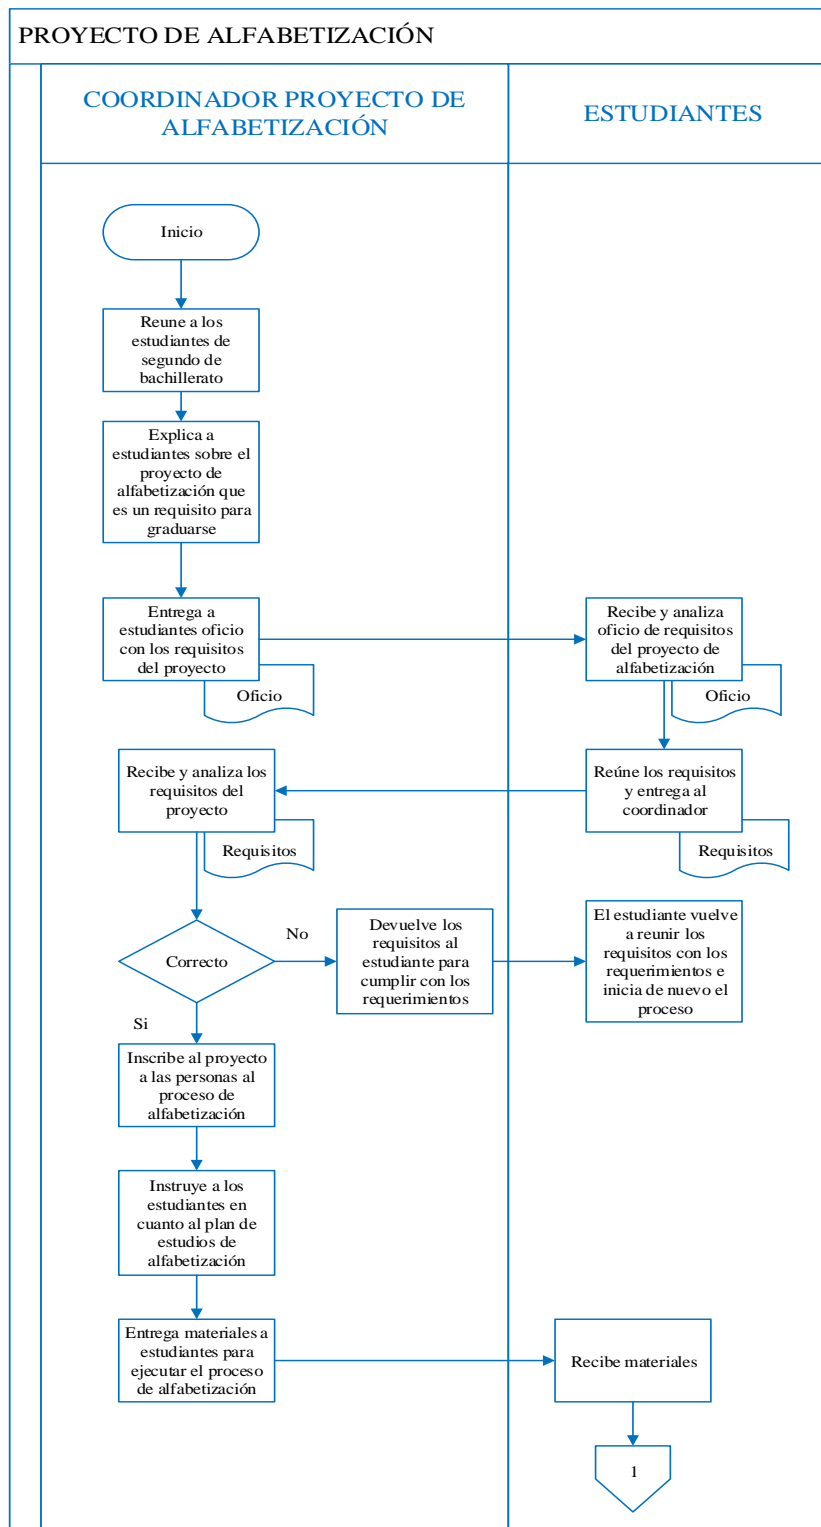 PROYECTO DE ALFABETIZACIÓN
COORDINADOR PROYECTO DE
ALFABETIZACIÓN
ESTUDIANTES
Inicio
Reune a los
estudiantes de
segundo de
bachillerato
Explica a
estudiantes sobre el
proyecto de
alfabetización que
es un requisito para
graduarse
Entrega a
estudiantes oficio
con los requisitos
del proyecto
Oficio
Recibe y analiza
oficio de requisitos
del proyecto de
alfabetización
Oficio
Reúne los requisitos
y entrega al
coordinador
Requisitos
Recibe y analiza los
requisitos del
proyecto
Requisitos
Correcto
No
Devuelve los
requisitos al
estudiante para
cumplir con los
requerimientos
El estudiante vuelve
a reunir los
requisitos con los
requerimientos e
inicia de nuevo el
proceso
Si
Inscribe al proyecto
a las personas al
proceso de
alfabetización
Instruye a los
estudiantes en
cuanto al plan de
estudios de
alfabetización
Entrega materiales a
estudiantes para
ejecutar el proceso
de alfabetización
Recibe materiales
1